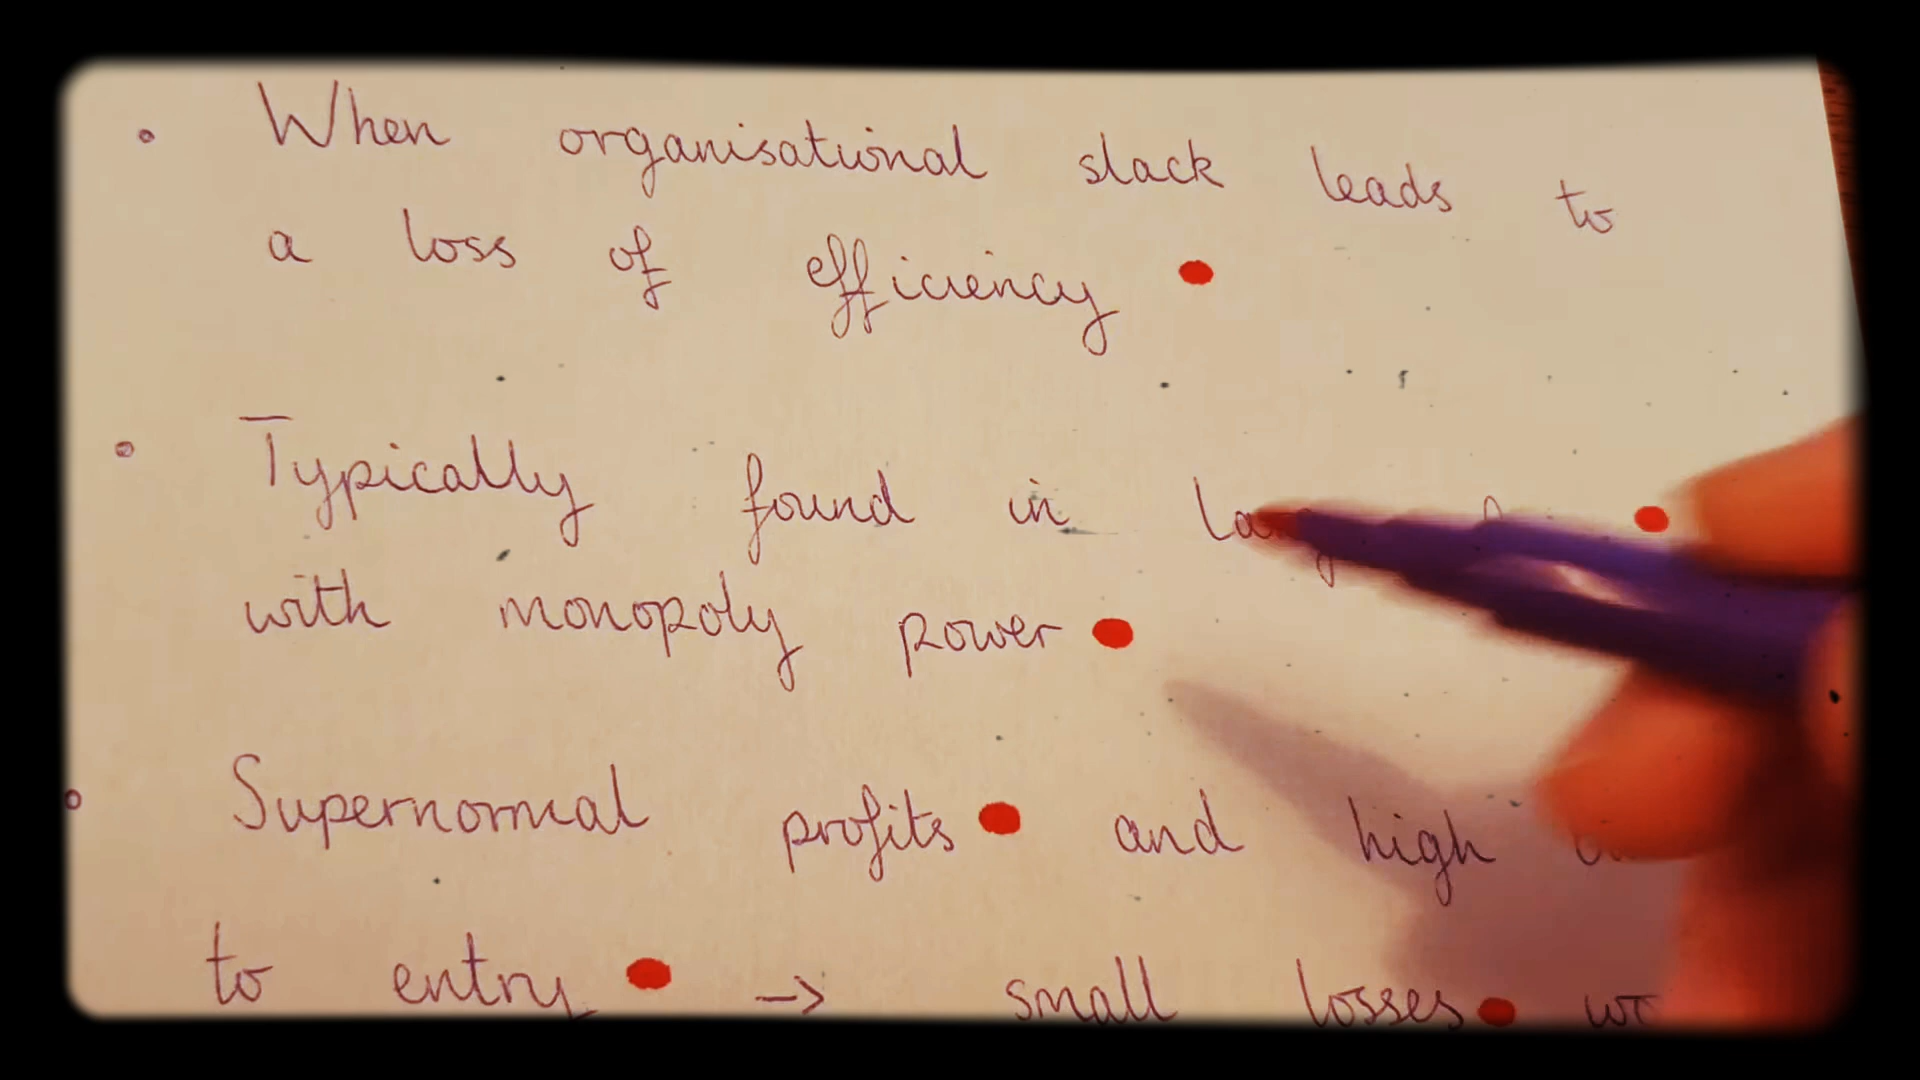 When organisational slack leads to
a loss of efficiency
Typically found in
with monopoly power
Supernormal profits and high
to entry → small losses